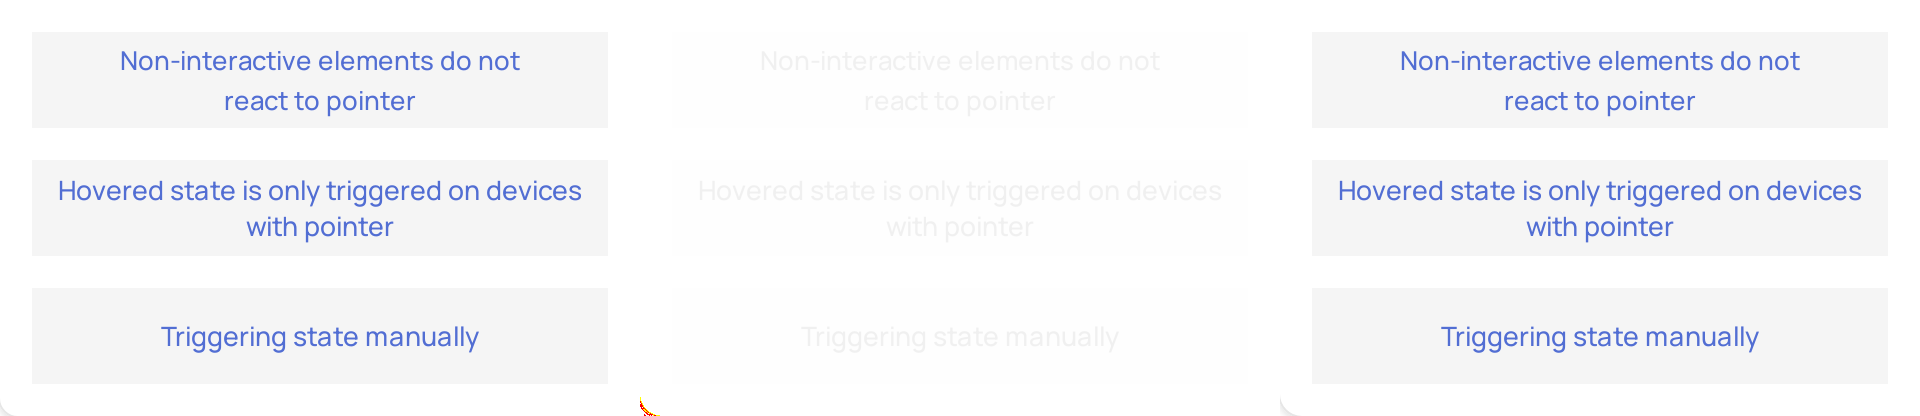 Non-interactive elements do not
react to pointer
Hovered state is only triggered on devices
with pointer
Triggering state manually
Non-interactive elements do not
react to pointer
Hovered state is only triggered on devices
with pointer
Triggering state manually
Non-interactive elements do not
react to pointer
Hovered state is only triggered on devices
with pointer
Triggering state manually